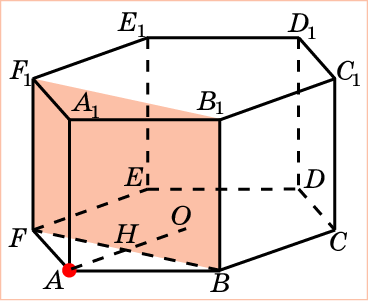 E₁ D₁
F₁ C₁
A₁ B₁
E D
O
F H C
A B